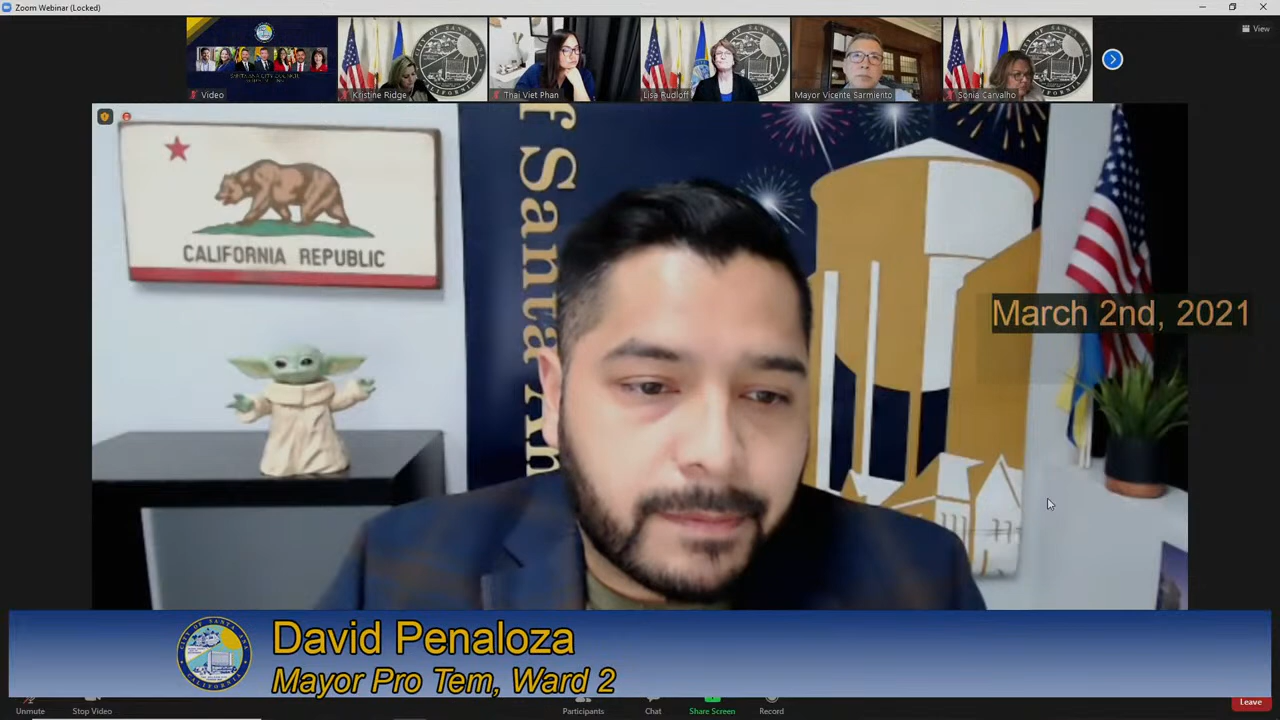 Zoom Webinar (Locked)
View
Video
Kristine Ridge
Thai Viet Phan
Lisa Rudloff
Mayor Vicente Sarmiento
Sonia Carvalho
CALIFORNIA REPUBLIC
f Santa An
March 2nd, 2021
David Penaloza
Mayor Pro Tem, Ward 2
Unmute
Stop Video
Participants
Chat
Share Screen
Record
Leave